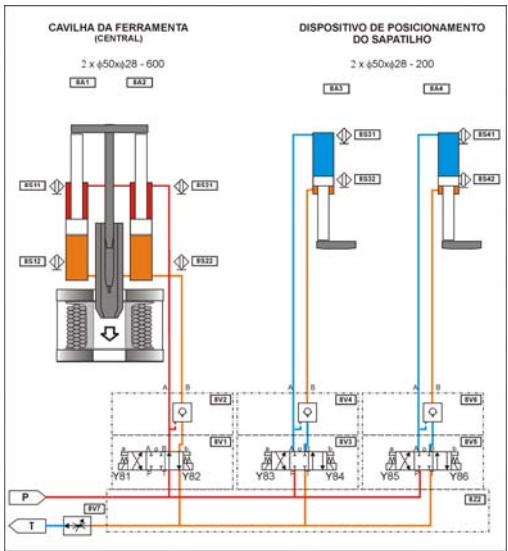 CAVILHA DA FERRAMENTA
(CENTRAL)
2 x ϕ50xϕ28 - 600
8A1 8A2
DISPOSITIVO DE POSICIONAMENTO
DO SAPATILHO
2 x ϕ50xϕ28 - 200
8A3 8A4
8S11 8S21 8S31 8S41
8S12 8S22 8S32 8S42
A B A B A B
8V2 8V4 8V6
8V1 8V3 8V5
Y81 Y82 Y83 Y84 Y85 Y86
P
8Z2
T
8V7